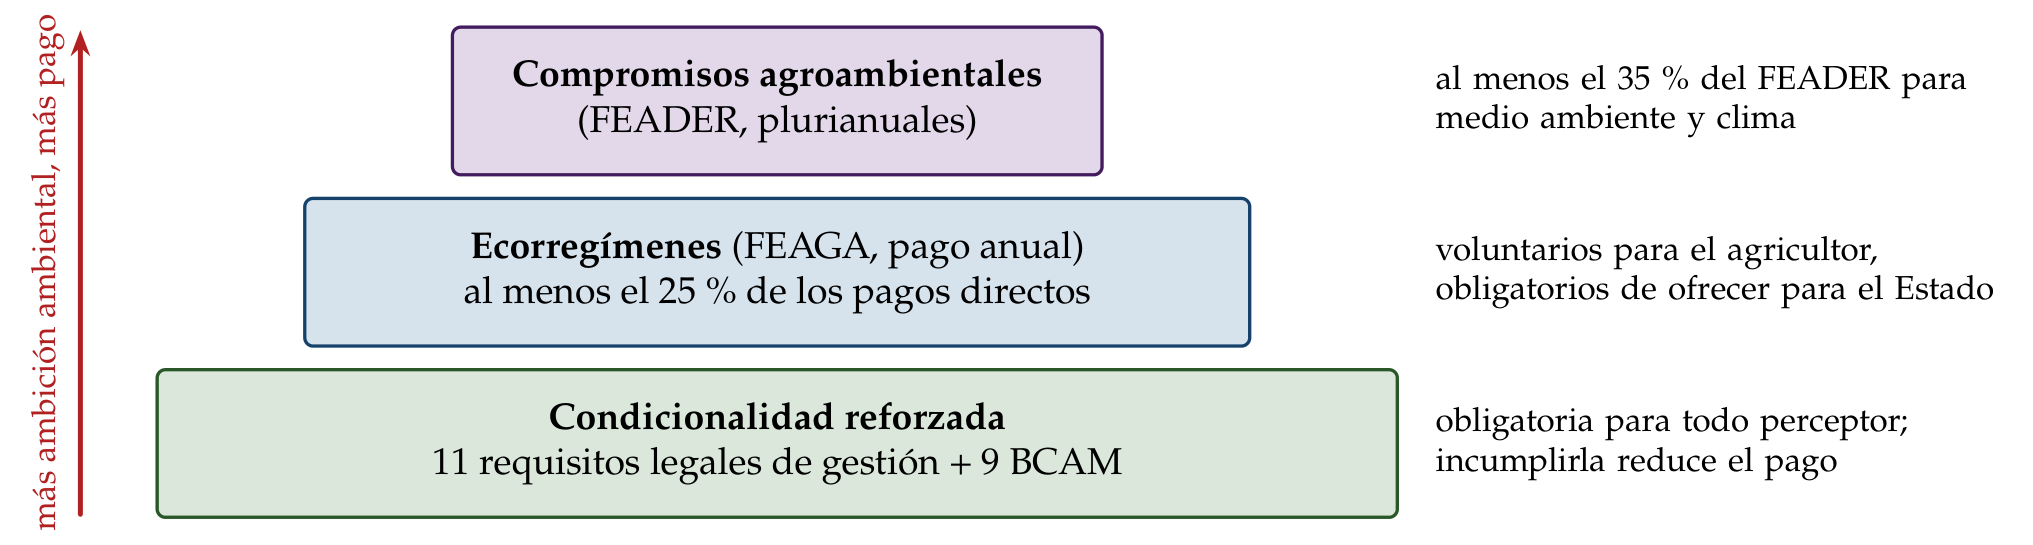 más ambición ambiental, más pago
Compromisos agroambientales
(FEADER, plurianuales)
al menos el 35 % del FEADER para
medio ambiente y clima
Ecorregímenes (FEAGA, pago anual)
al menos el 25 % de los pagos directos
voluntarios para el agricultor,
obligatorios de ofrecer para el Estado
Condicionalidad reforzada
11 requisitos legales de gestión + 9 BCAM
obligatoria para todo perceptor;
incumplirla reduce el pago